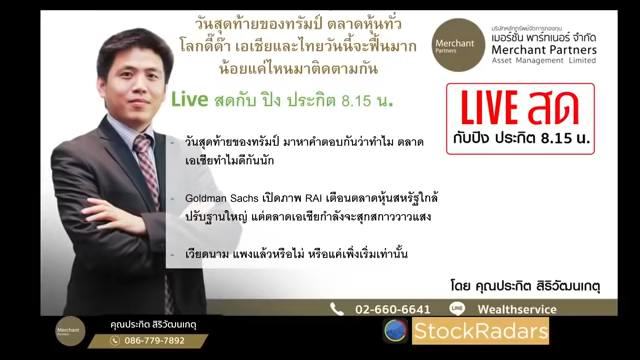 วันสุดท้ายของทรัมป์ ตลาดหุ้นทั่ว
โลกดี๊ด๊า เอเชียและไทยวันนี้จะฟื้นมาก
น้อยแค่ไหนมาติดตามกัน
Live สดกับ ปิง ประกิต 8.15 น.
Merchant
Partners
บริษัทหลักทรัพย์จัดการกองทุน
เมอร์ชั่น พาร์ทเนอร์ จำกัด
Merchant Partners
Asset Management Limited
LIVE สด
กับปิง ประกิต 8.15 น.
- วันสุดท้ายของทรัมป์ มาหาคำตอบกันว่าทำไม ตลาด
เอเชียทำไมดีกันนัก
- Goldman Sachs เปิดภาพ RAI เตือนตลาดหุ้นสหรัฐใกล้
ปรับฐานใหญ่ แต่ตลาดเอเชียกำลังจะสุกสกาววาวแสง
- เวียดนาม แพงแล้วหรือไม่ หรือแค่เพิ่งเริ่มเท่านั้น
โดย คุณประกิต สิริวัฒนเกตุ
02-660-6641 LINE Wealthservice
Merchant
Partners
คุณประกิต สิริวัฒนเกตุ
086-779-7892
StockRadars